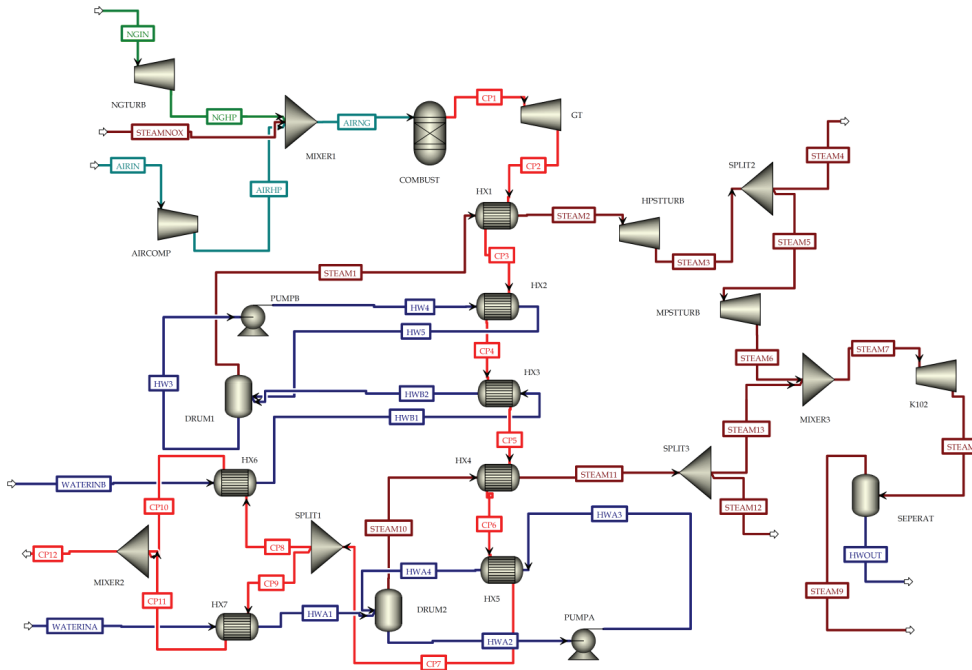 NGIN
NGTURB
NGHP
STEAMNOX
AIRIN
AIRCOMP
AIRHP
MIXER1
AIRNG
COMBUST
CP1
GT
CP2
HX1
STEAM2
HPSTTURB
STEAM3
SPLIT2
STEAM4
STEAM5
STEAM1
CP3
PUMPB
HW4
HX2
HW5
MPSTTURB
STEAM6
STEAM7
K102
HW3
DRUM1
CP4
HX3
HWB2
HWB1
CP5
MIXER3
STEAM13
STEAM
HX6
WATERINB
CP10
HX4
STEAM11
SPLIT3
STEAM12
SEPERAT
HWOUT
STEAM9
STEAM10
SPLIT1
CP8
CP9
CP6
HWA3
CP12
MIXER2
CP11
HX7
WATERINA
HWA1
HWA4
HX5
DRUM2
HWA2
PUMPA
CP7